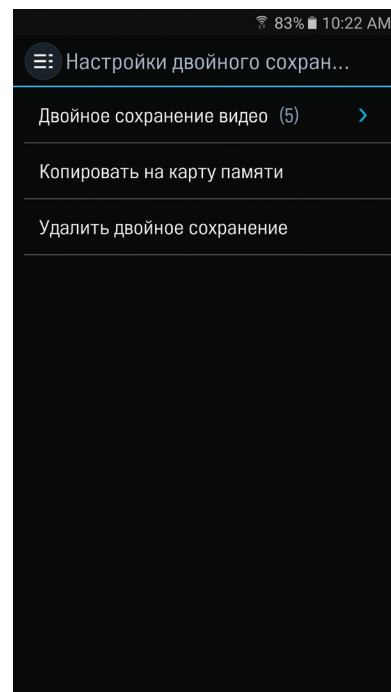 83% 10:22 AM
Настройки двойного сохран...
Двойное сохранение видео (5)
Копировать на карту памяти
Удалить двойное сохранение